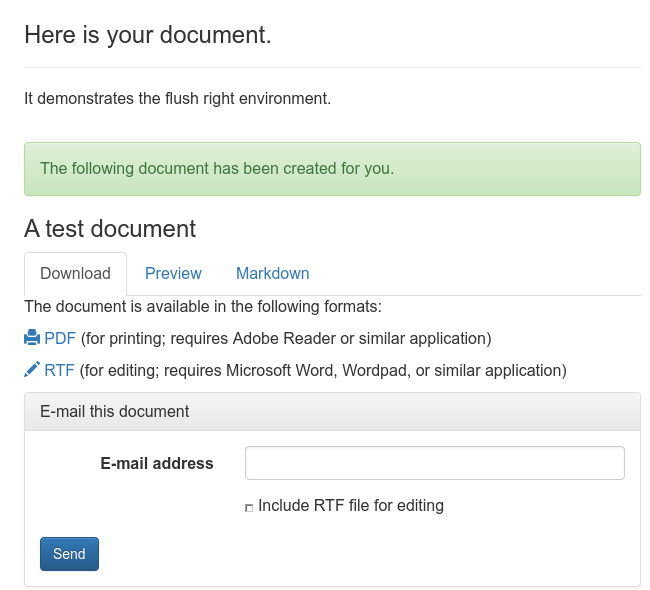 Here is your document.
It demonstrates the flush right environment.
The following document has been created for you.
A test document
Download Preview Markdown
The document is available in the following formats:
PDF (for printing; requires Adobe Reader or similar application)
RTF (for editing; requires Microsoft Word, Wordpad, or similar application)
E-mail this document
E-mail address
Include RTF file for editing
Send